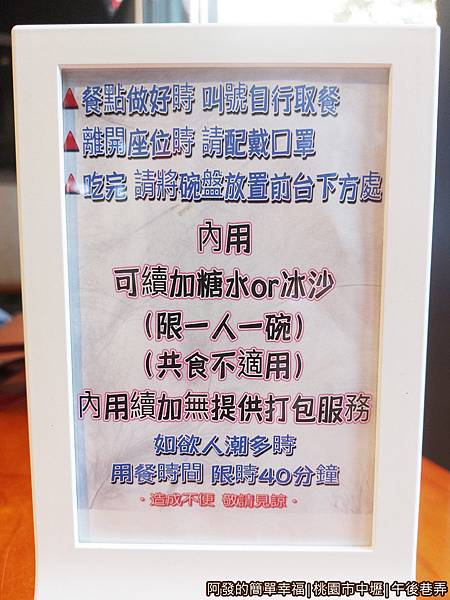 ▲餐點做好時 叫號自行取餐
▲離開座位時 請配戴口罩
▲吃完 請將碗盤放置前台下方處
內用
可續加糖水or冰沙
(限一人一碗)
(共食不適用)
內用續加無提供打包服務
如欲人潮多時
用餐時間 限時40分鐘
·造成不便 敬請見諒·
阿發的簡單幸福|桃園市中壢|午後巷弄